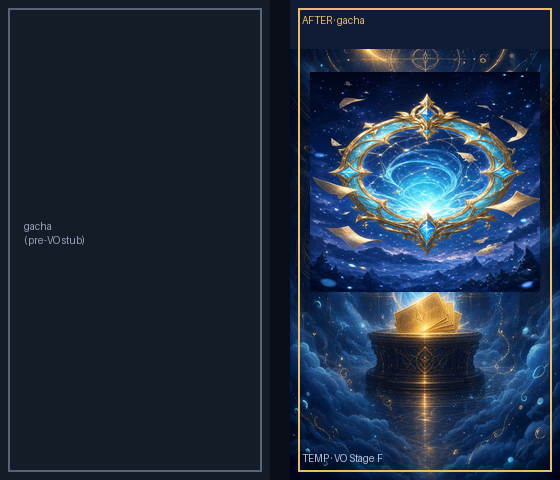 gacha
(pre-VO stub)
AFTER · gacha
TEMP · VO Stage F